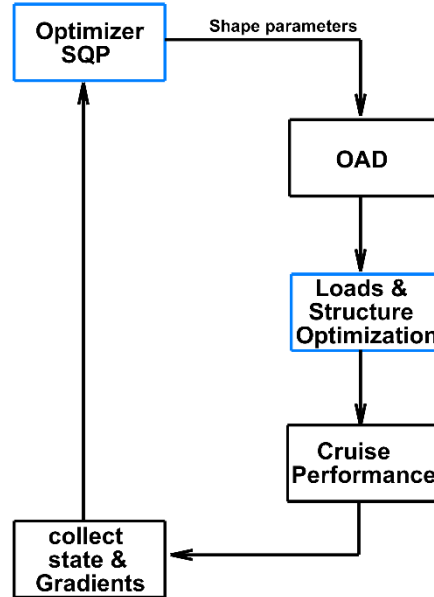 Optimizer
SQP
Shape parameters
OAD
Loads &
Structure
Optimization
Cruise
Performance
collect
state &
Gradients